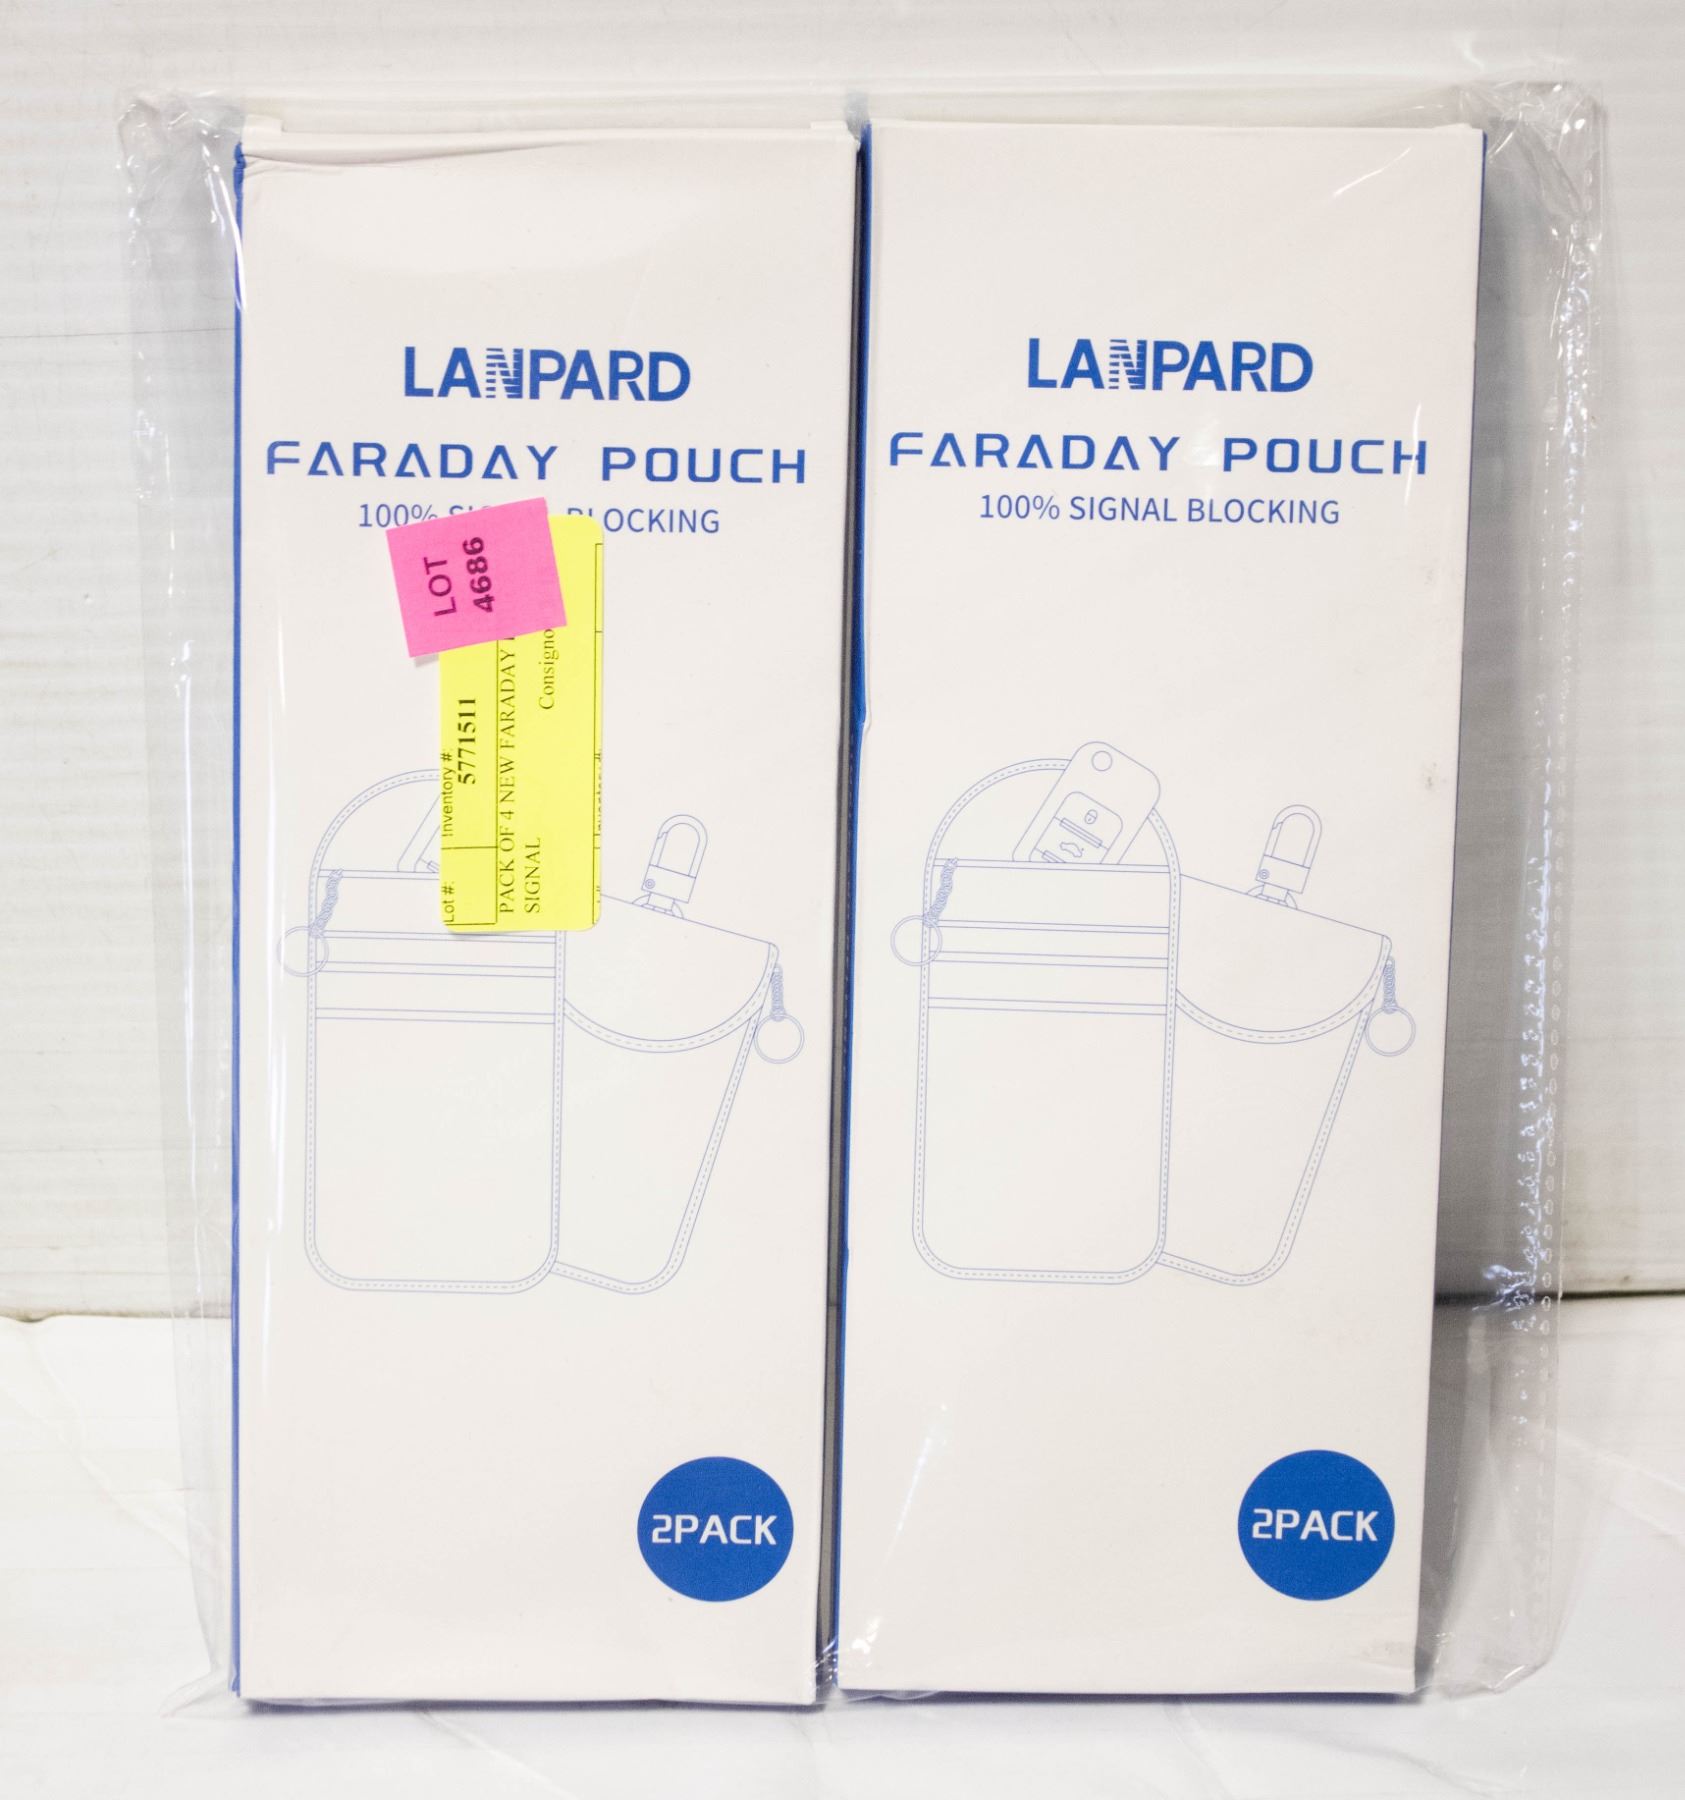 LANPARD
FARADAY POUCH
100% BLOCKING
LOT
4686
Lot #: Inventory #:
5771511
PACK OF 4 NEW FARADAY
SIGNAL
2PACK
LANPARD
FARADAY POUCH
100% SIGNAL BLOCKING
2PACK